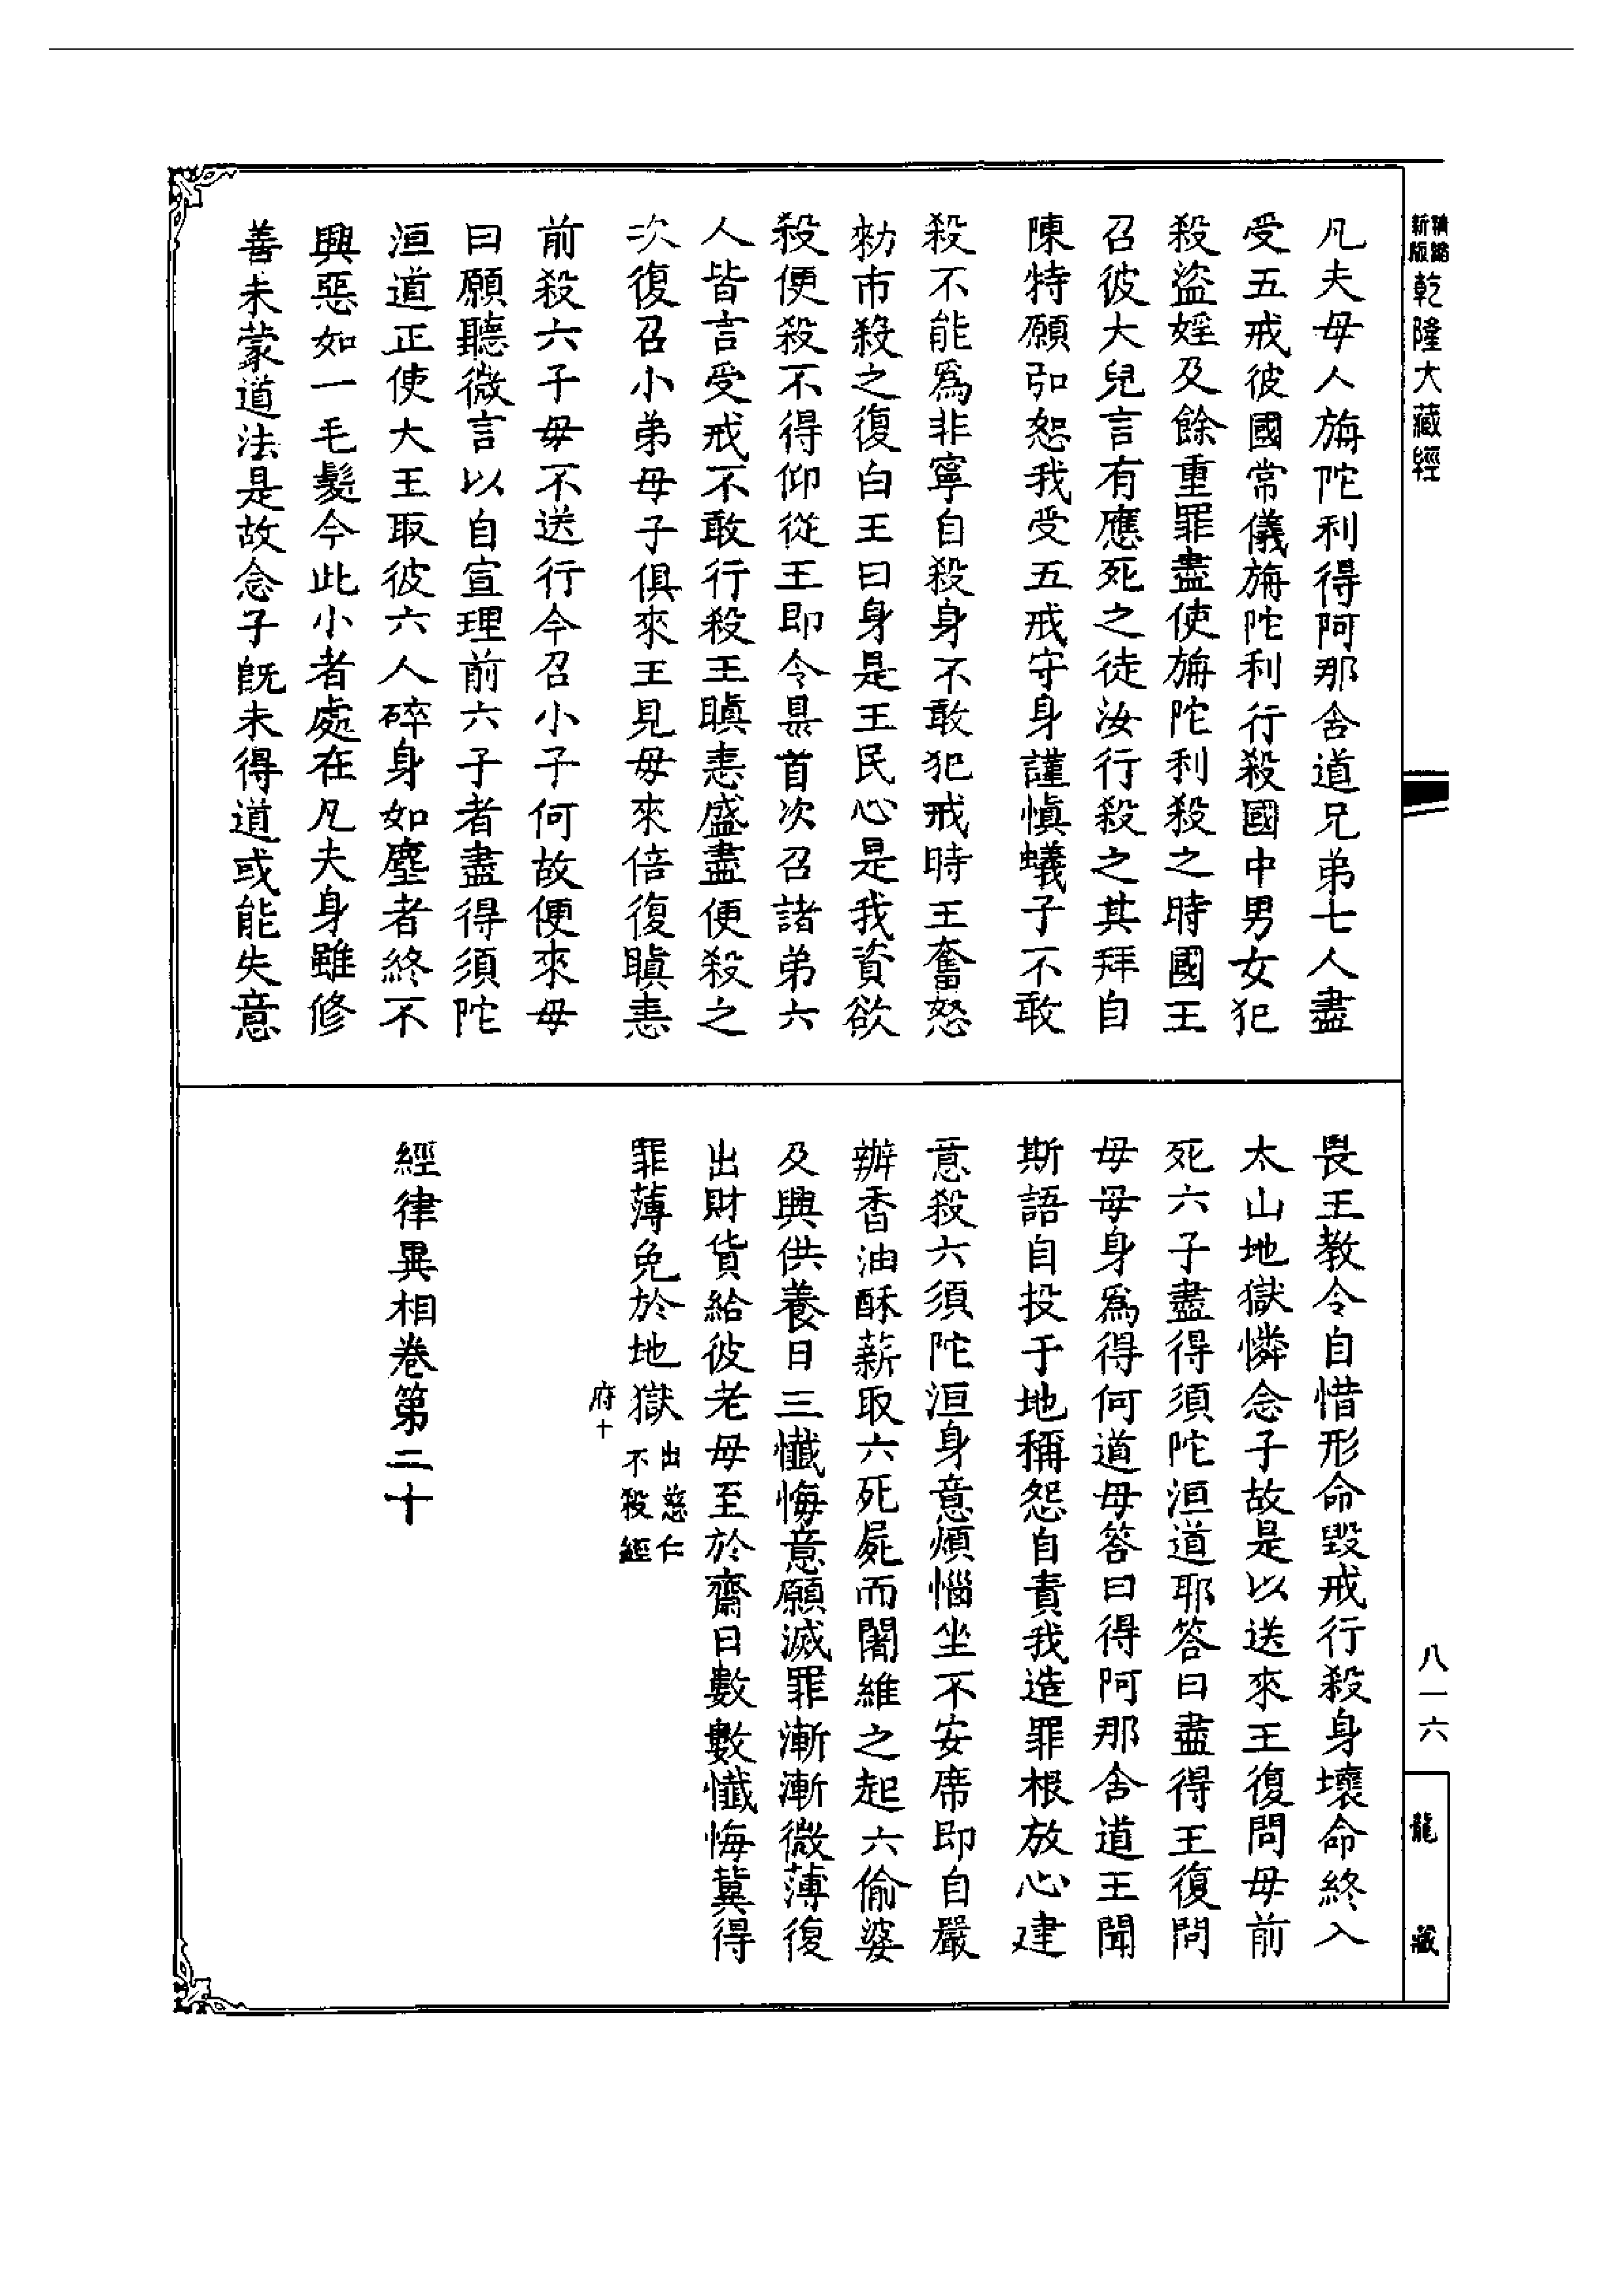 精縮新版乾隆大藏經
凡夫母人旃陀利得阿那含道兄弟七人盡
受五戒彼國常儀旃陀利行殺國中男女犯
殺盜婬及餘重罪盡使旃陀利殺之時國王
召彼大兒言有應死之徒汝行殺之其拜自
陳特願弘恕我受五戒守身謹慎蟻子不敢
殺不能爲非寧自殺身不敢犯戒時王奮怒
勑市殺之復白王曰身是王民心是我資欲
殺便殺不得仰從王即令梟首次召諸弟六
人皆言受戒不敢行殺王瞋恚盛盡便殺之
次復召小弟母子俱來王見母來倍復瞋恚
前殺六子母不送行今召小子何故便來母
曰願聽微言以自宣理前六子者盡得須陀
洹道正使大王取彼六人碎身如塵者終不
興惡如一毛髮今此小者處在凡夫身雖修
善未蒙道法是故念子旣未得道或能失意
畏王教令自惜形命毀戒行殺身壞命終入
太山地獄憐念子故是以送來王復問母前
死六子盡得須陀洹道耶答曰盡得王復問
母母身爲得何道母答曰得阿那含道王聞
斯語自投于地稱怨自責我造罪根放心建
意殺六須陀洹身意煩惱坐不安席即自嚴
辦香油酥薪取六死屍而闍維之起六偷婆
及興供養日三懺悔意願滅罪漸漸微薄復
出財貨給彼老母至於齋日數數懺悔冀得
罪薄免於地獄出慈仁不殺經
府十
經律異相卷第二十
八一六
龍藏